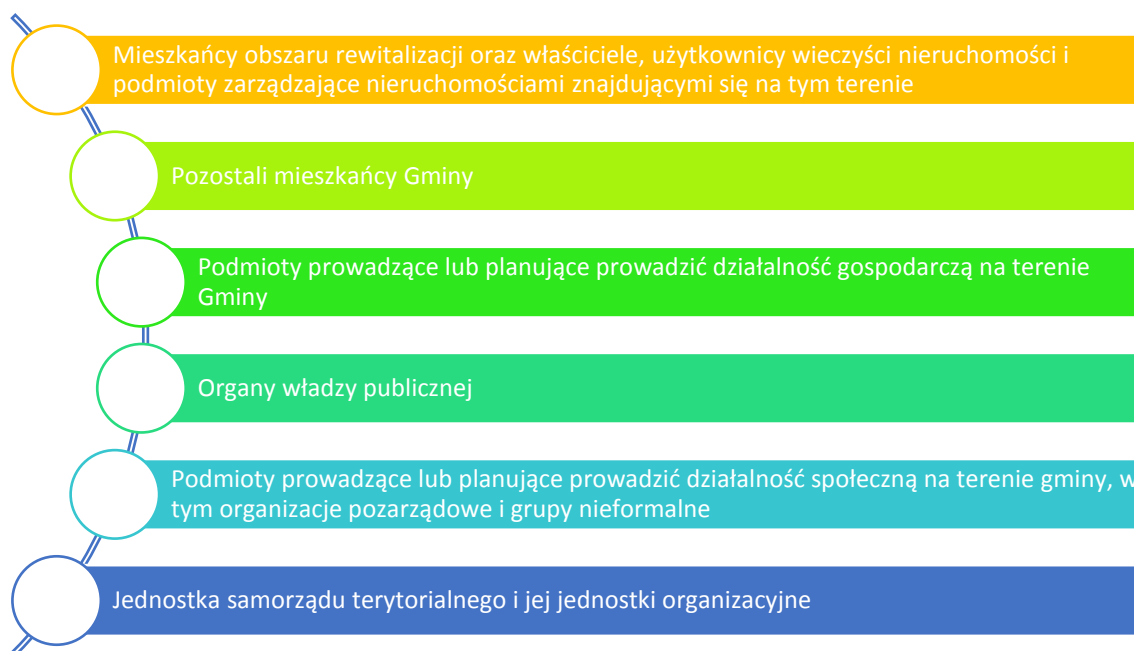 Mieszkańcy obszaru rewitalizacji oraz właściciele, użytkownicy wieczyści nieruchomości i
podmioty zarządzające nieruchomościami znajdującymi się na tym terenie
Pozostali mieszkańcy Gminy
Podmioty prowadzące lub planujące prowadzić działalność gospodarczą na terenie
Gminy
Organy władzy publicznej
Podmioty prowadzące lub planujące prowadzić działalność społeczną na terenie gminy, w
tym organizacje pozarządowe i grupy nieformalne
Jednostka samorządu terytorialnego i jej jednostki organizacyjne